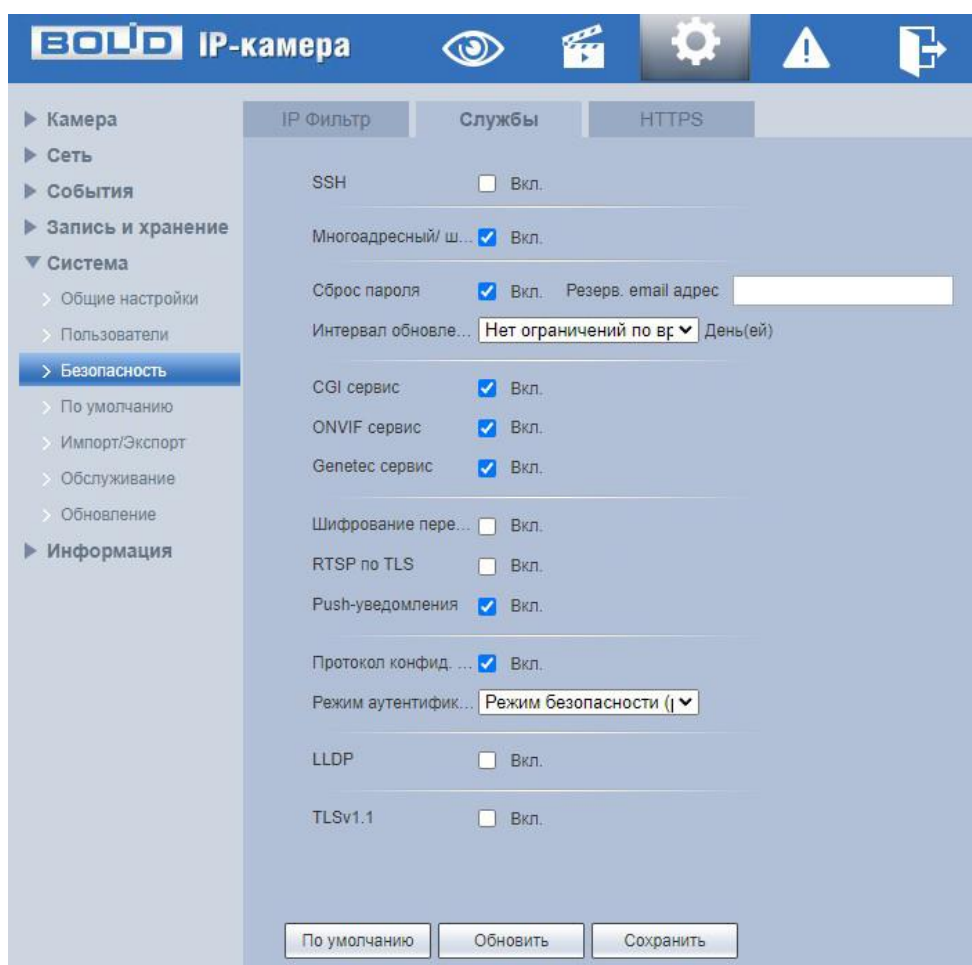 BOLID IP-камера
Камера
Сеть
События
Запись и хранение
Система
Общие настройки
Пользователи
Безопасность
По умолчанию
Импорт/Экспорт
Обслуживание
Обновление
Информация
IP Фильтр Службы HTTPS
SSH Вкл.
Многоадресный/ ш... Вкл.
Сброс пароля Вкл. Резерв. email адрес
Интервал обновле... Нет ограничений по вр День(ей)
CGI сервис Вкл.
ONVIF сервис Вкл.
Genetec сервис Вкл.
Шифрование пере... Вкл.
RTSP по TLS Вкл.
Push-уведомления Вкл.
Протокол конфид. ... Вкл.
Режим аутентифик... Режим безопасности (р
LLDP Вкл.
TLSv1.1 Вкл.
По умолчанию Обновить Сохранить